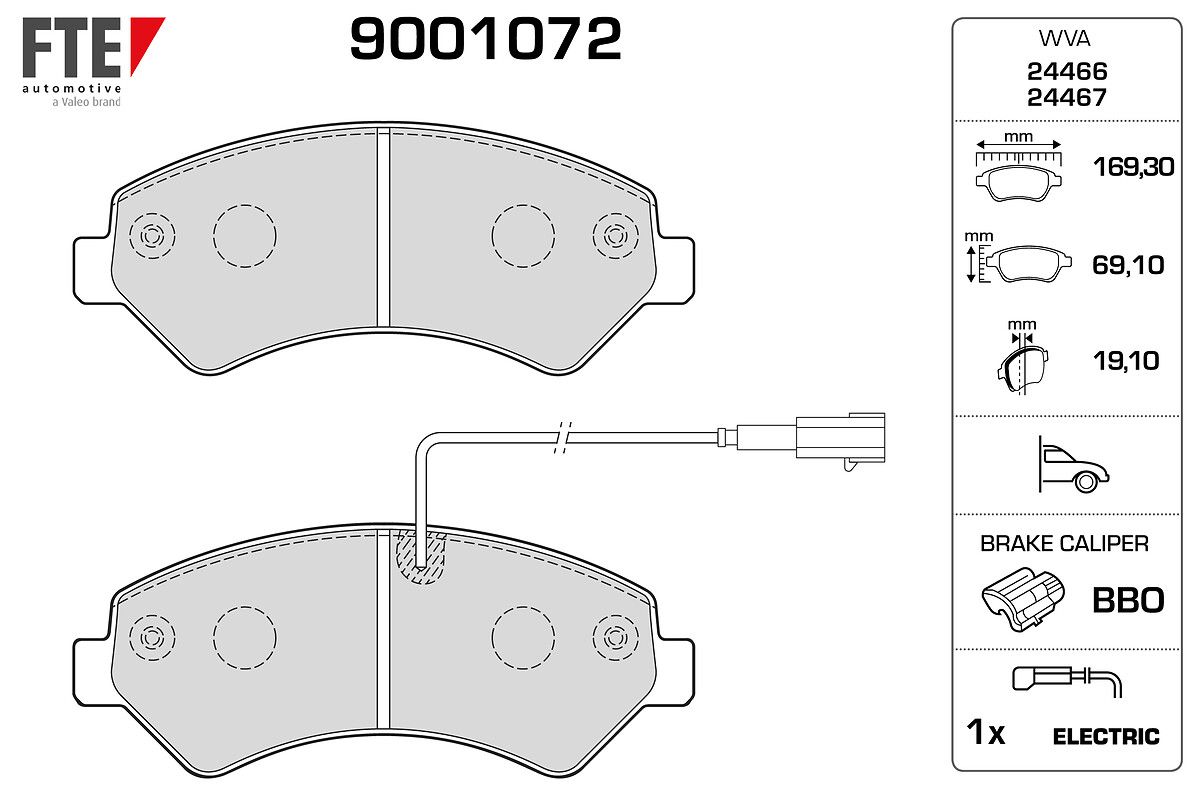 FTE
automotive
a Valeo brand
9001072
WVA
24466
24467
mm
169,30
mm
69,10
mm
19,10
BRAKE CALIPER
BBO
1x ELECTRIC